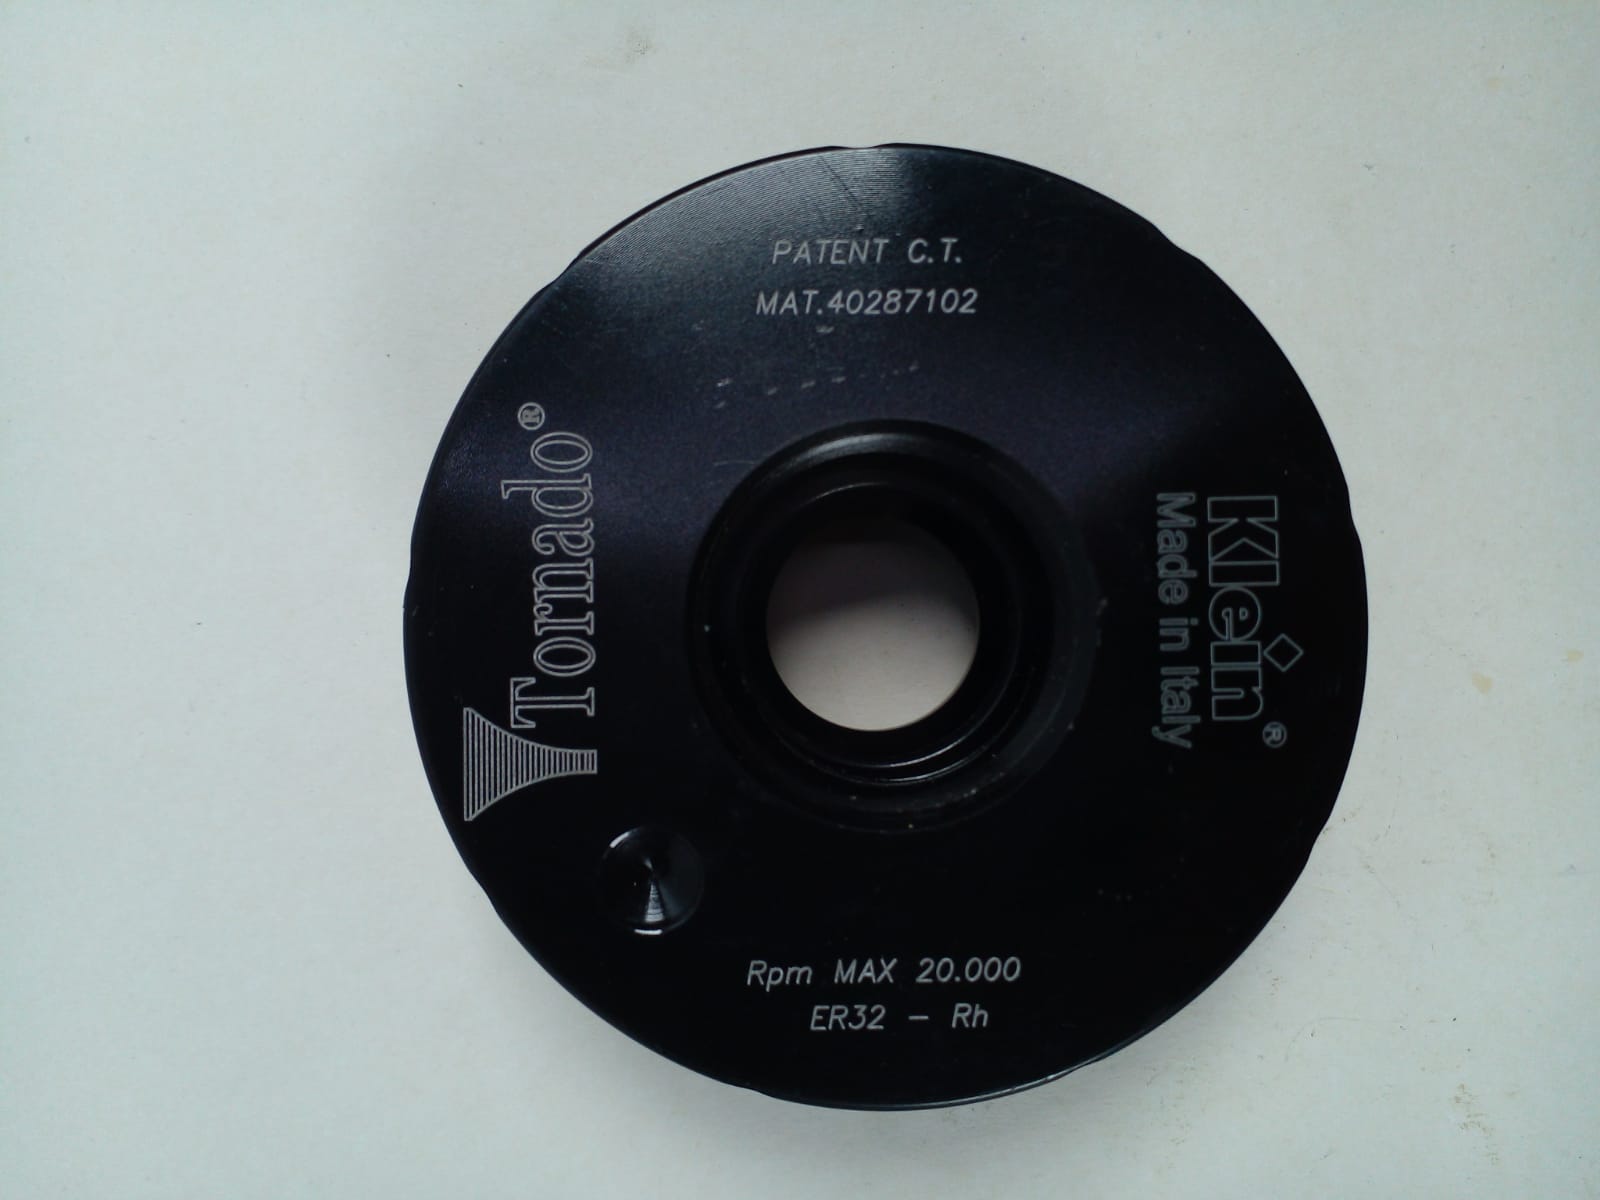 PATENT C.T.
MAT.40287102
Tornado®
Klein®
Made in Italy
Rpm MAX 20.000
ER32 - Rh